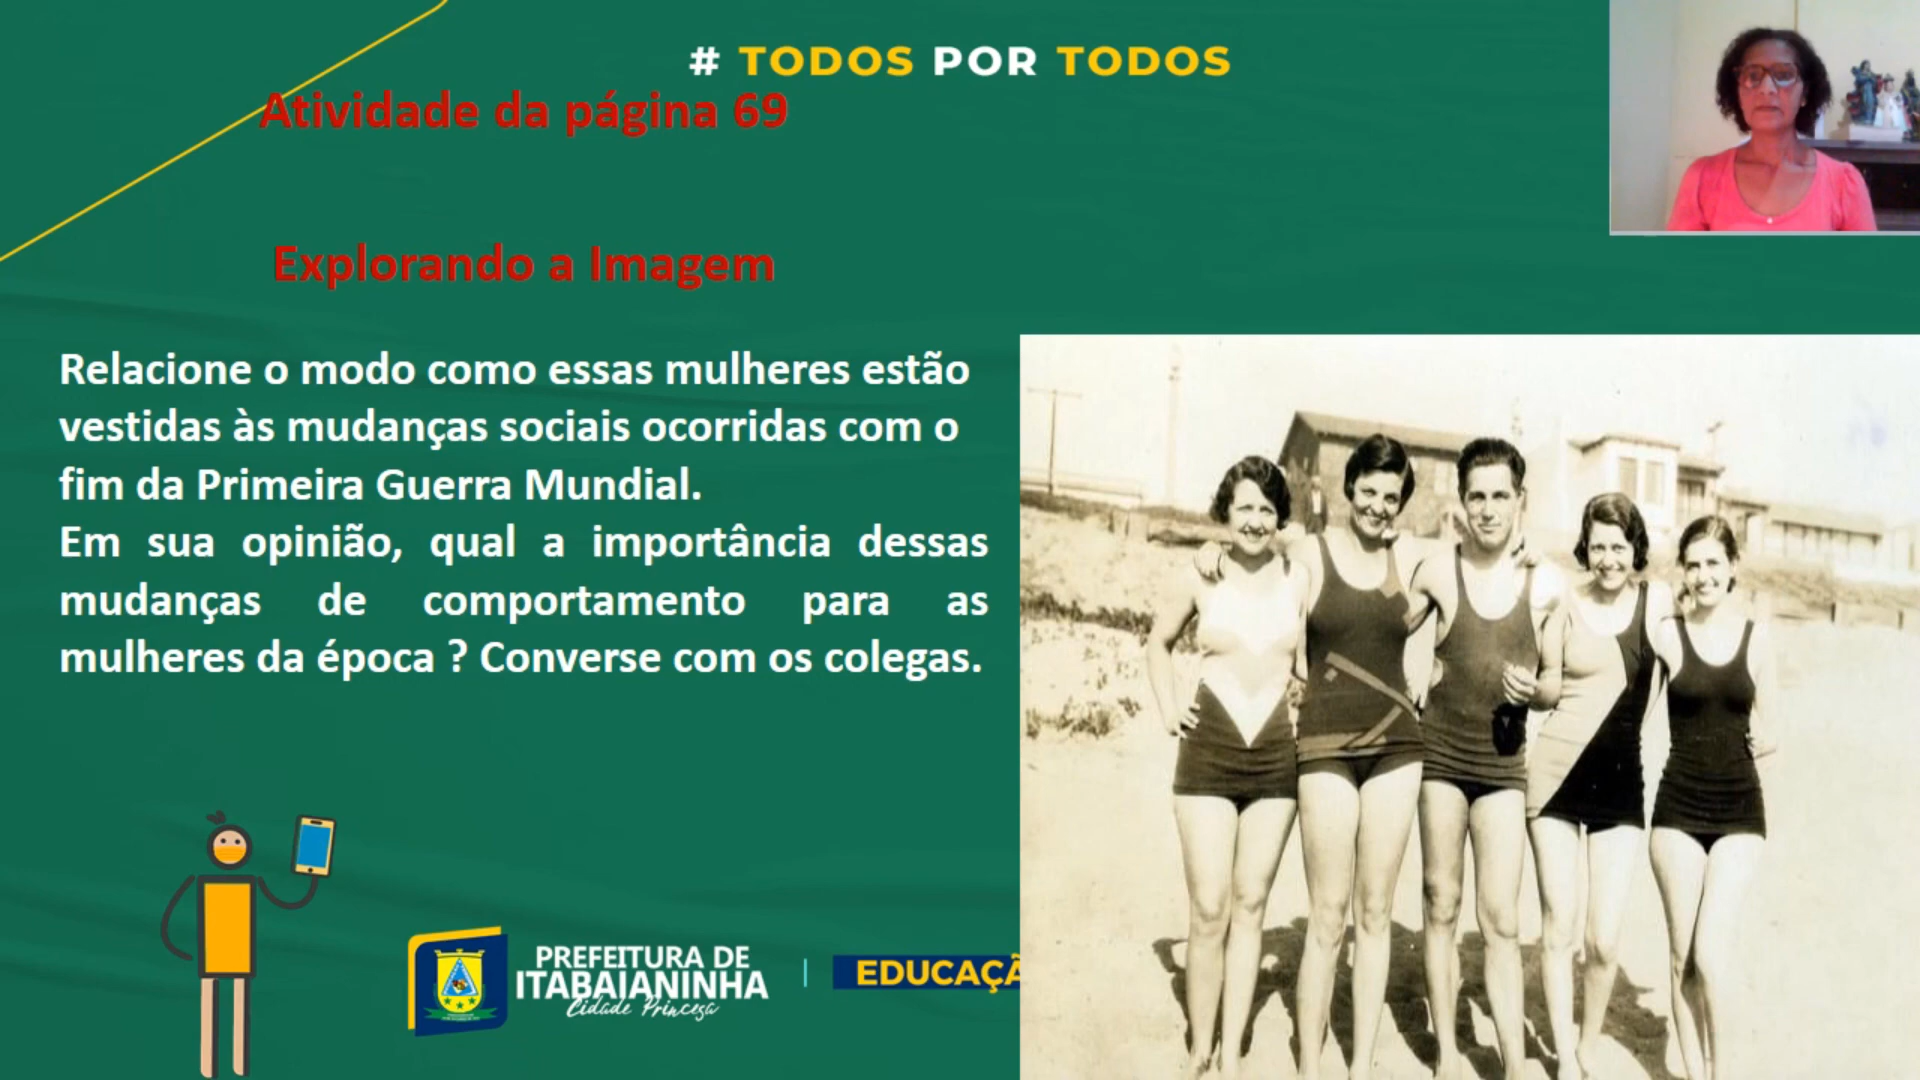 # TODOS POR TODOS
Atividade da página 69
Explorando a Imagem
Relacione o modo como essas mulheres estão
vestidas às mudanças sociais ocorridas com o
fim da Primeira Guerra Mundial.
Em sua opinião, qual a importância dessas
mudanças de comportamento para as
mulheres da época ? Converse com os colegas.
PREFEITURA DE
ITABAIANINHA
Cidade Princesa
EDUCAÇÃ